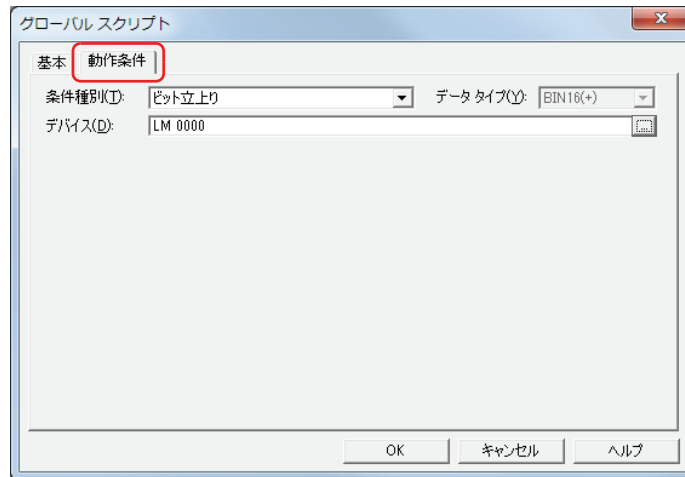 グローバル スクリプト
基本 動作条件
条件種別(T): ビット立上り データ タイプ(Y): BIN16(+)
デバイス(D): LM 0000 ...
OK キャンセル ヘルプ